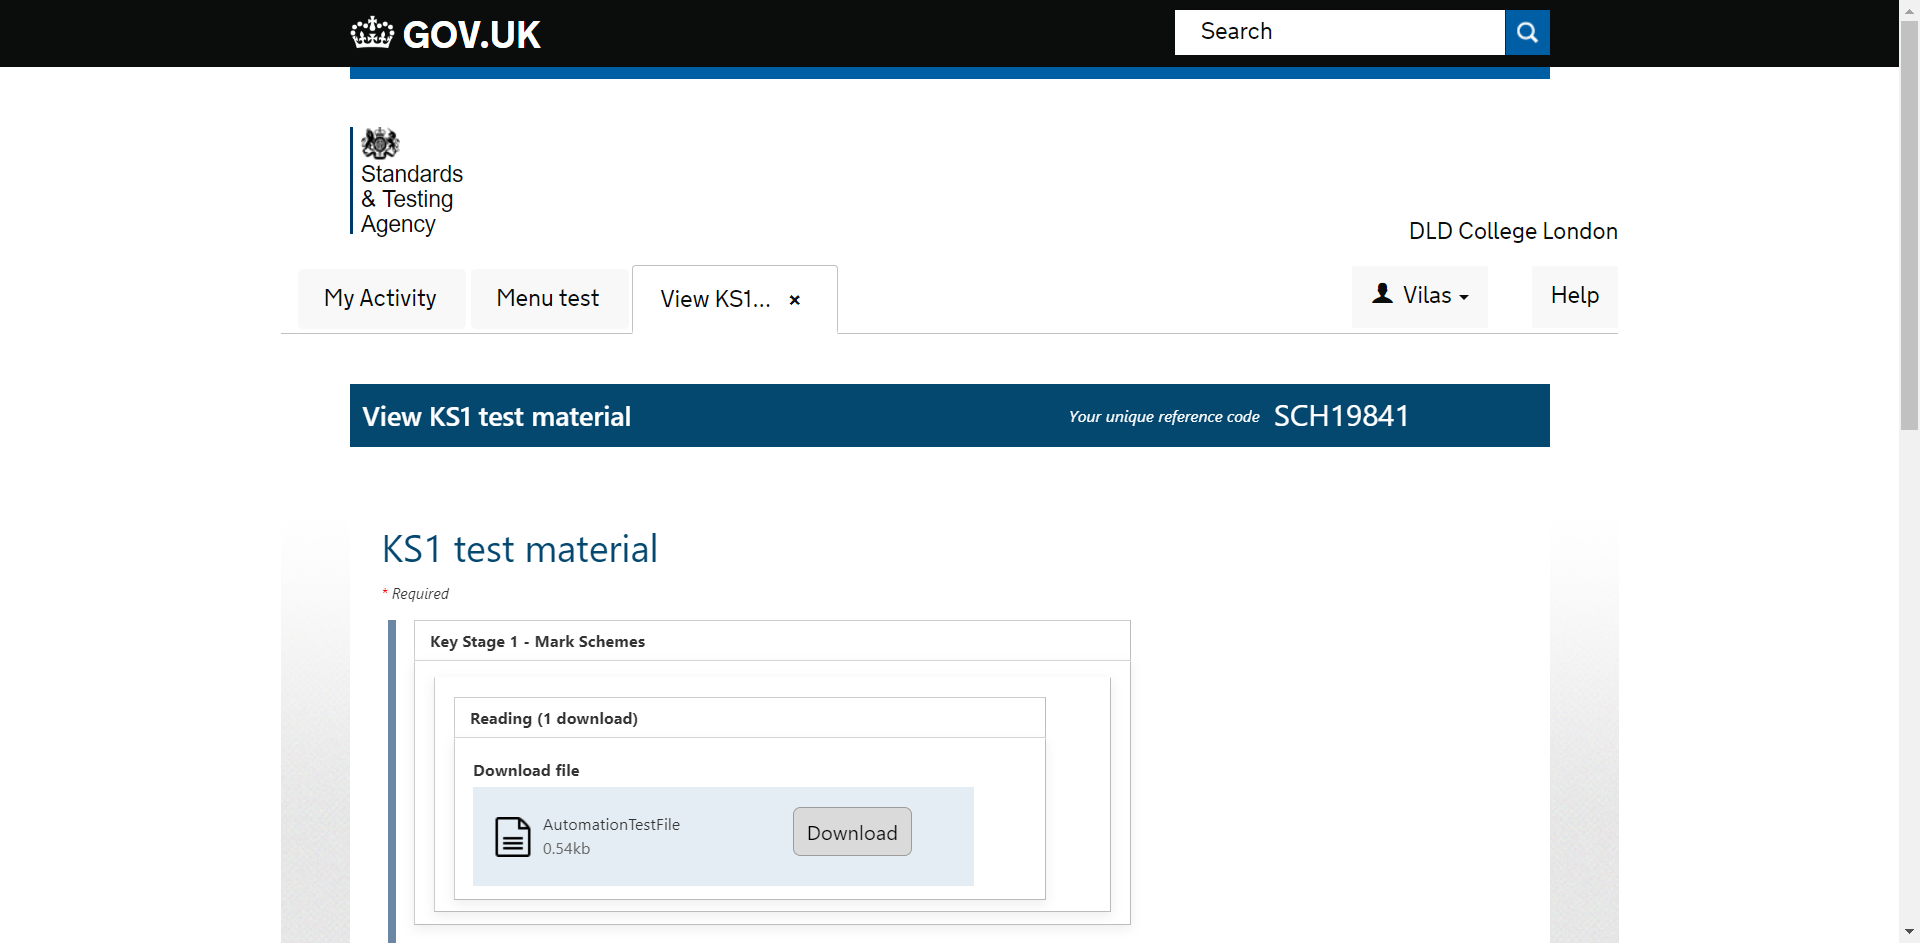 GOV.UK
Search
Standards
& Testing
Agency
DLD College London
My Activity
Menu test
View KS1... ×
Vilas
Help
View KS1 test material
Your unique reference code SCH19841
KS1 test material
* Required
Key Stage 1 - Mark Schemes
Reading (1 download)
Download file
AutomationTestFile
0.54kb
Download